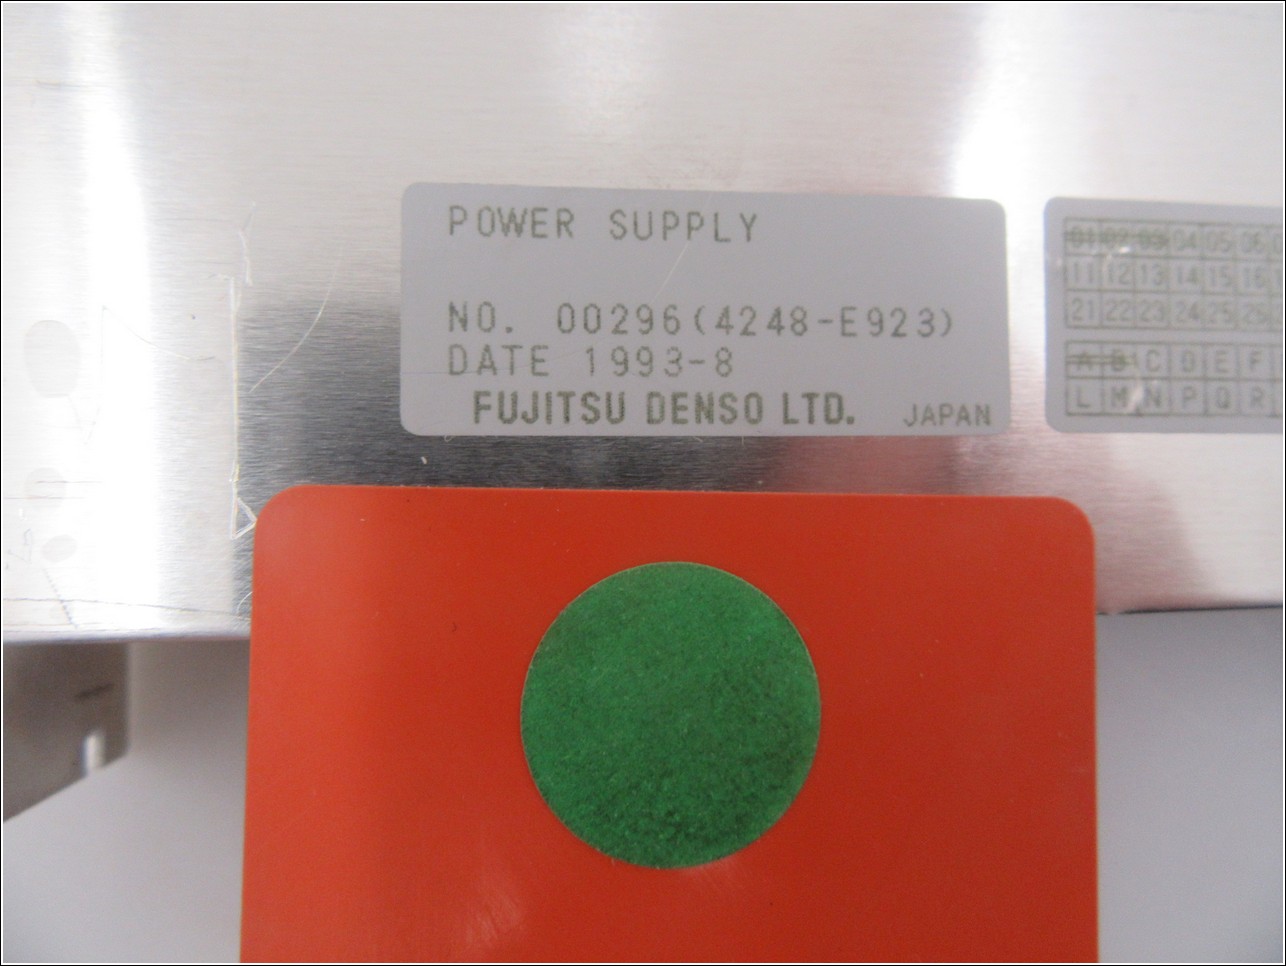 POWER SUPPLY
NO. 00296(4248-E923)
DATE 1993-8
FUJITSU DENSO LTD. JAPAN
01 02 03 04 05 06
11 12 13 14 15 16
21 22 23 24 25 26
A B C D E F
L M N P Q R